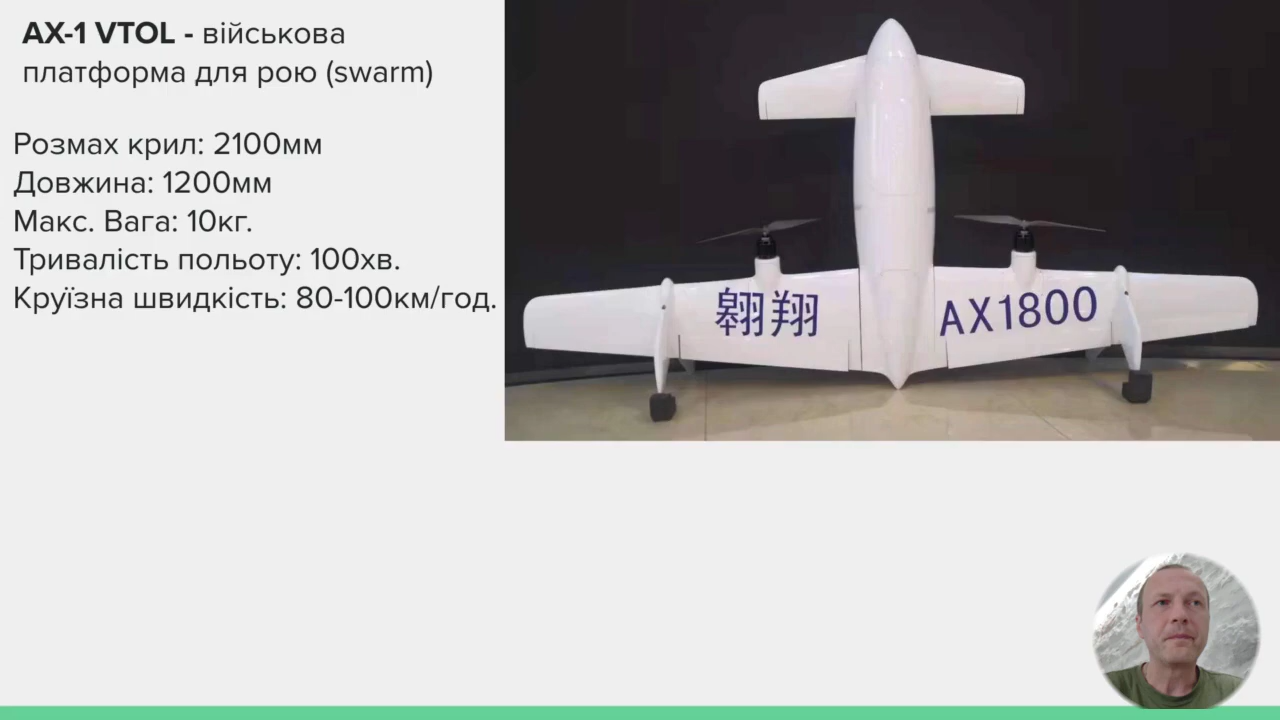 AX-1 VTOL - військова
платформа для рою (swarm)
Розмах крил: 2100мм
Довжина: 1200мм
Макс. Вага: 10кг.
Тривалість польоту: 100хв.
Круїзна швидкість: 80-100км/год.
翱翔 AX1800